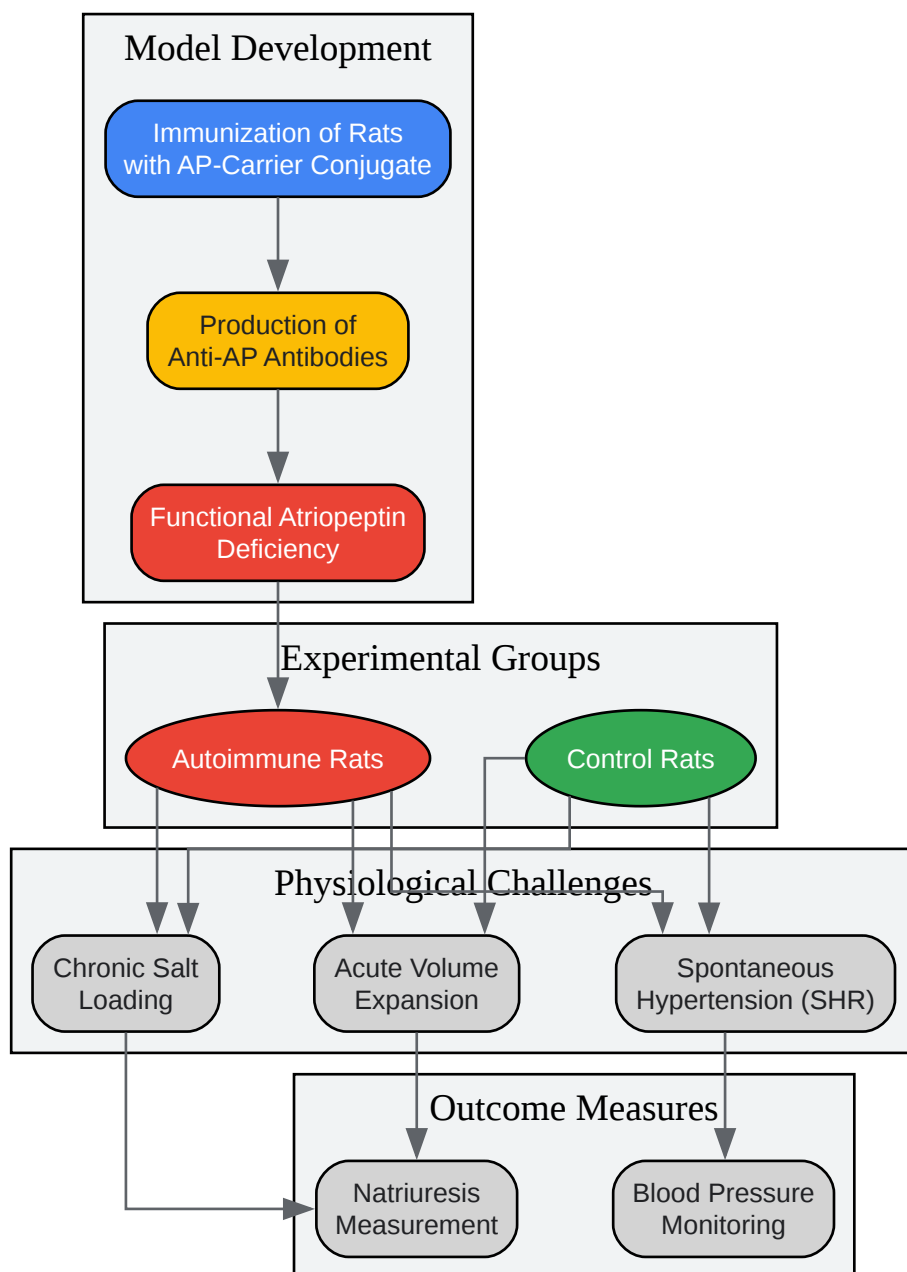 Model Development
Immunization of Rats
with AP-Carrier Conjugate
Production of
Anti-AP Antibodies
Functional Atriopeptin
Deficiency
Experimental Groups
Autoimmune Rats
Control Rats
Physiological Challenges
Chronic Salt
Loading
Acute Volume
Expansion
Spontaneous
Hypertension (SHR)
Outcome Measures
Natriuresis
Measurement
Blood Pressure
Monitoring